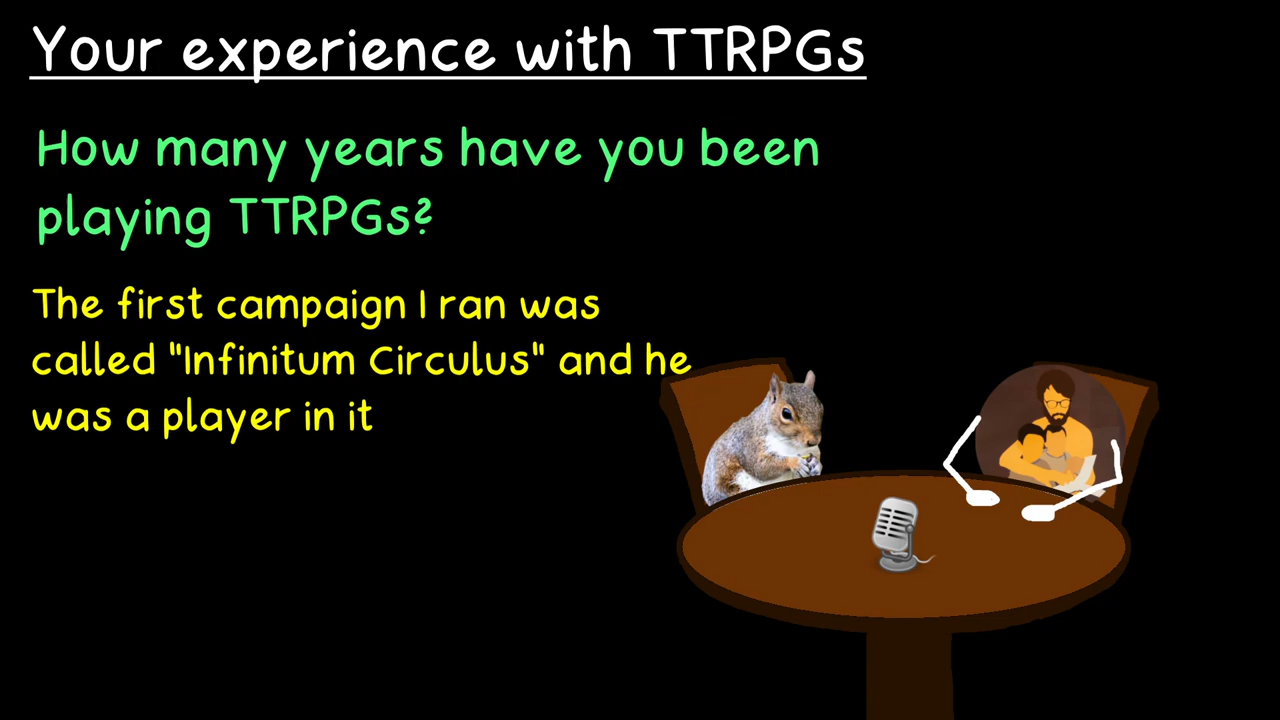 Your experience with TTRPGs
How many years have you been
playing TTRPGs?
The first campaign I ran was
called "Infinitum Circulus" and he
was a player in it